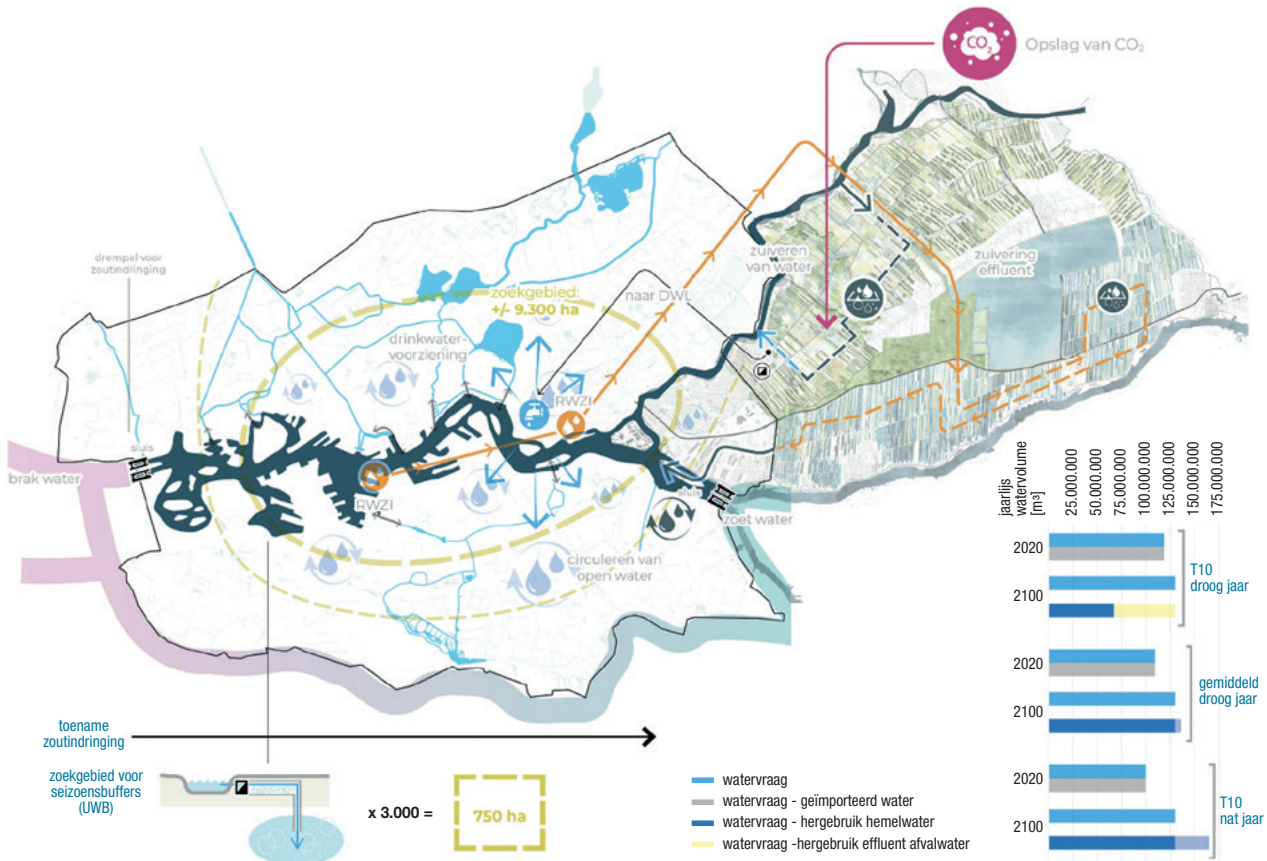 CO₂
Opslag van CO₂
drempel voor
zoutindringing
zoekgebied:
+/- 9.300 ha
naar DWL
zuiveren
van water
zuivering
effluent
drinkwater-
voorziening
RWZI
sluis
brak water
RWZI
sluis
zoet water
circuleren van
open water
toename
zoutindringing
zoekgebied voor
seizoensbuffers
(UWB)
x 3.000 =
750 ha
watervraag
watervraag - geïmporteerd water
watervraag - hergebruik hemelwater
watervraag -hergebruik effluent afvalwater
jaarlijs
watervolume
[m³]
25.000.000
50.000.000
75.000.000
100.000.000
125.000.000
150.000.000
175.000.000
2020
2100
T10
droog jaar
2020
2100
gemiddeld
droog jaar
2020
2100
T10
nat jaar